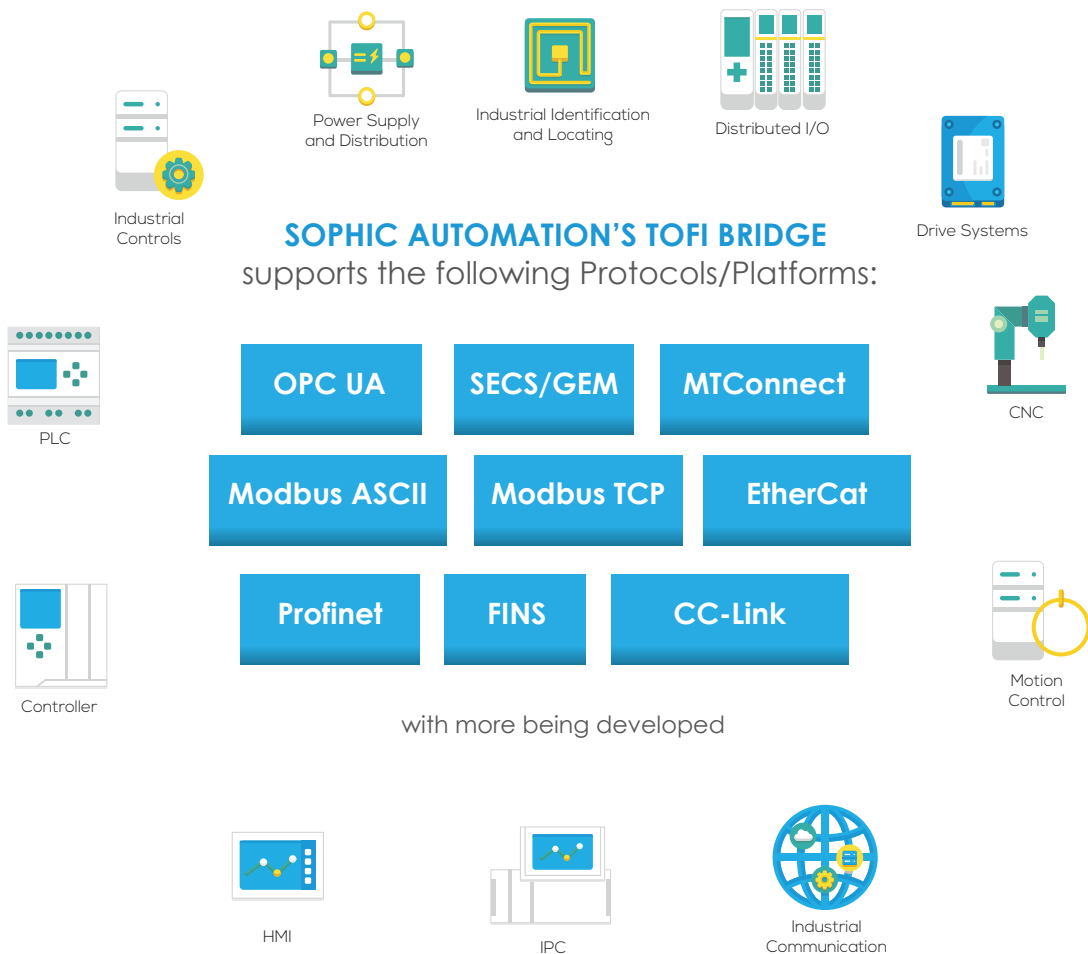 Power Supply
and Distribution
Industrial Identification
and Locating
Distributed I/O
Industrial
Controls
Drive Systems
SOPHIC AUTOMATION’S TOFI BRIDGE
supports the following Protocols/Platforms:
PLC
OPC UA
SECS/GEM
MTConnect
CNC
Modbus ASCII
Modbus TCP
EtherCat
Controller
Profinet
FINS
CC-Link
Motion
Control
with more being developed
HMI
IPC
Industrial
Communication